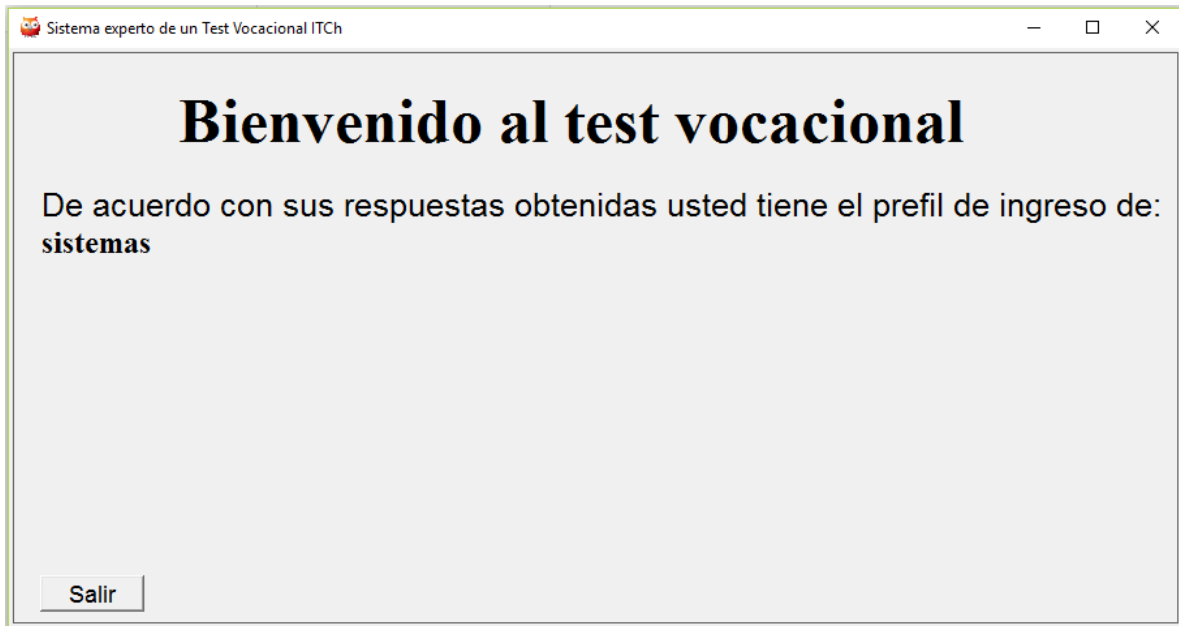 Sistema experto de un Test Vocacional ITCh
Bienvenido al test vocacional
De acuerdo con sus respuestas obtenidas usted tiene el prefil de ingreso de:
sistemas
Salir